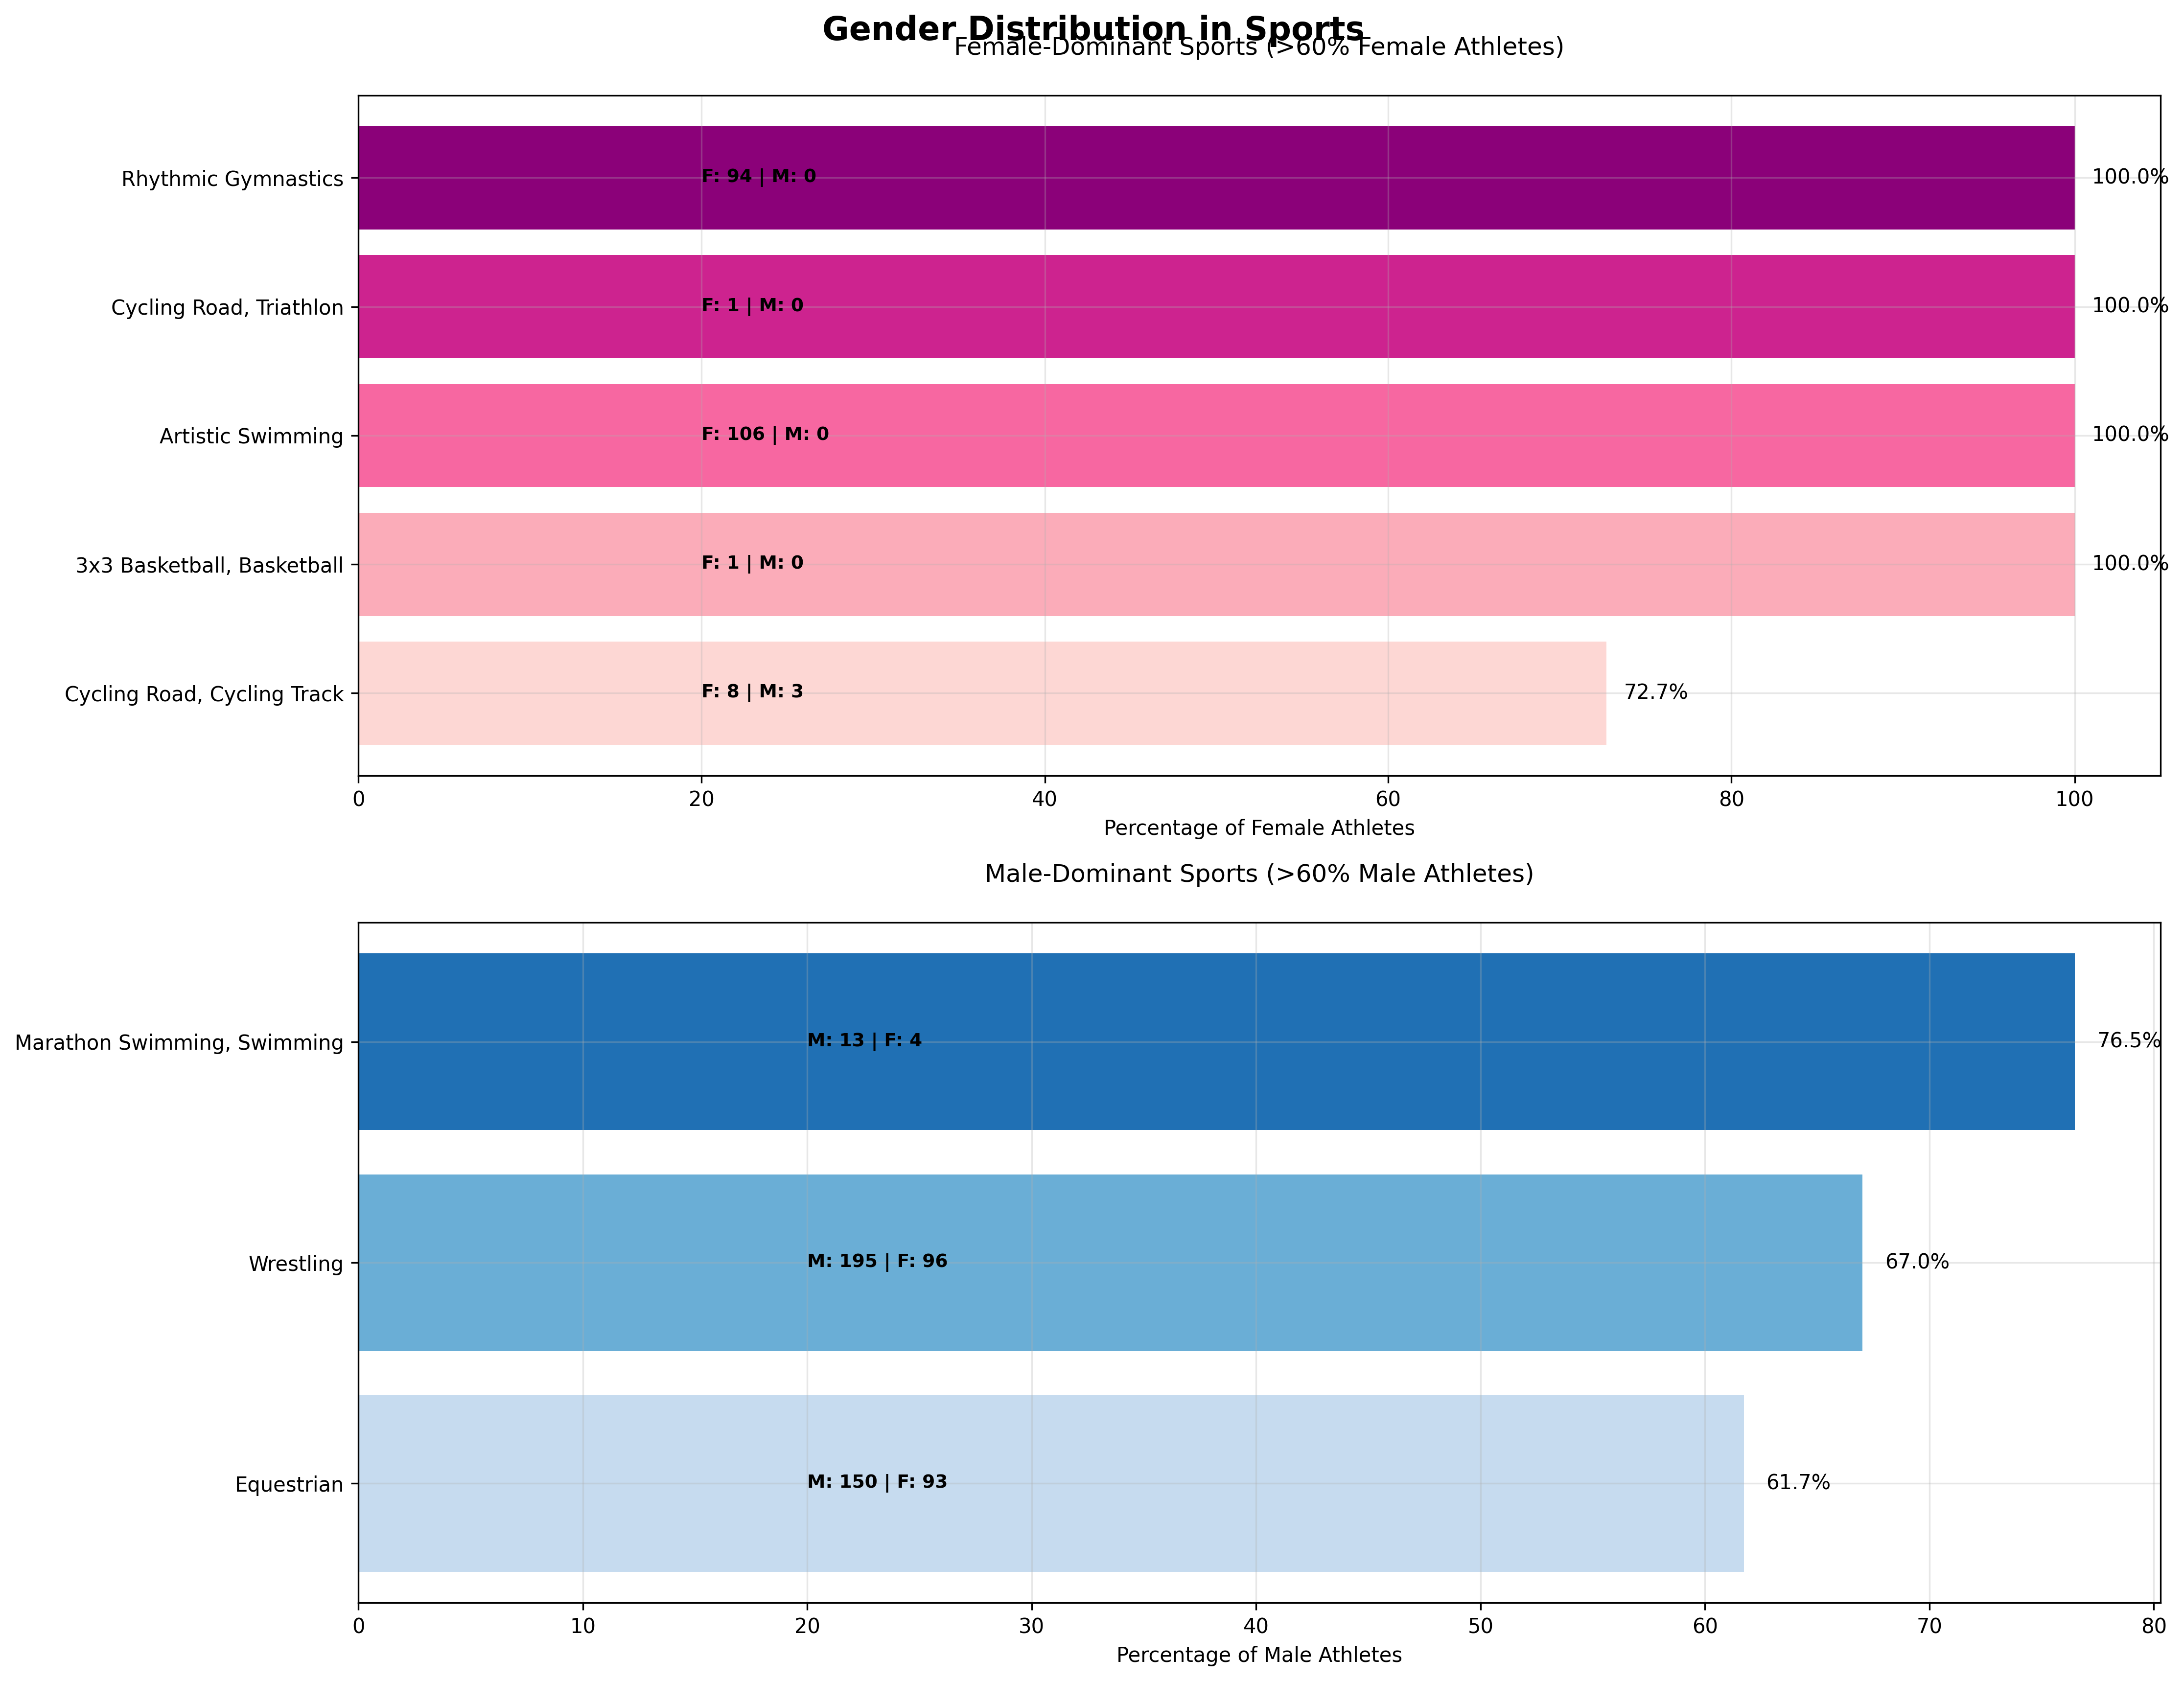 Gender Distribution in Sports
Female-Dominant Sports (>60% Female Athletes)
Rhythmic Gymnastics
F: 94 | M: 0
100.0%
Cycling Road, Triathlon
F: 1 | M: 0
100.0%
Artistic Swimming
F: 106 | M: 0
100.0%
3x3 Basketball, Basketball
F: 1 | M: 0
100.0%
Cycling Road, Cycling Track
F: 8 | M: 3
72.7%
0 20 40 60 80 100
Percentage of Female Athletes
Male-Dominant Sports (>60% Male Athletes)
Marathon Swimming, Swimming
M: 13 | F: 4
76.5%
Wrestling
M: 195 | F: 96
67.0%
Equestrian
M: 150 | F: 93
61.7%
0 10 20 30 40 50 60 70 80
Percentage of Male Athletes